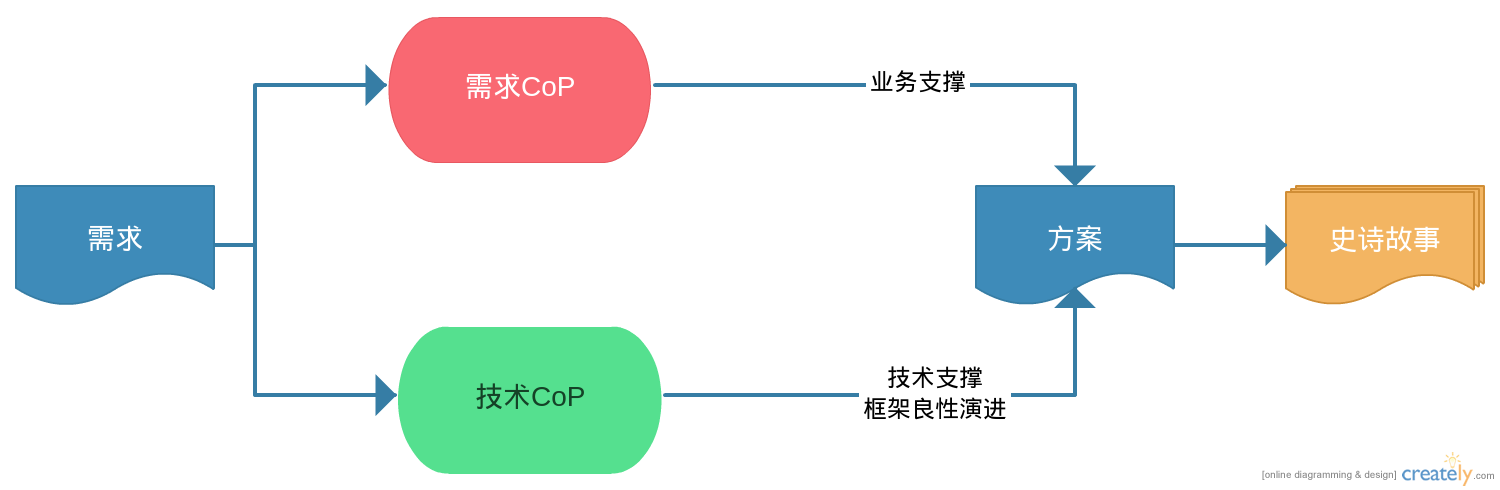 需求CoP
业务支撑
需求
方案
史诗故事
技术CoP
技术支撑
框架良性演进
[online diagramming & design] creately.com